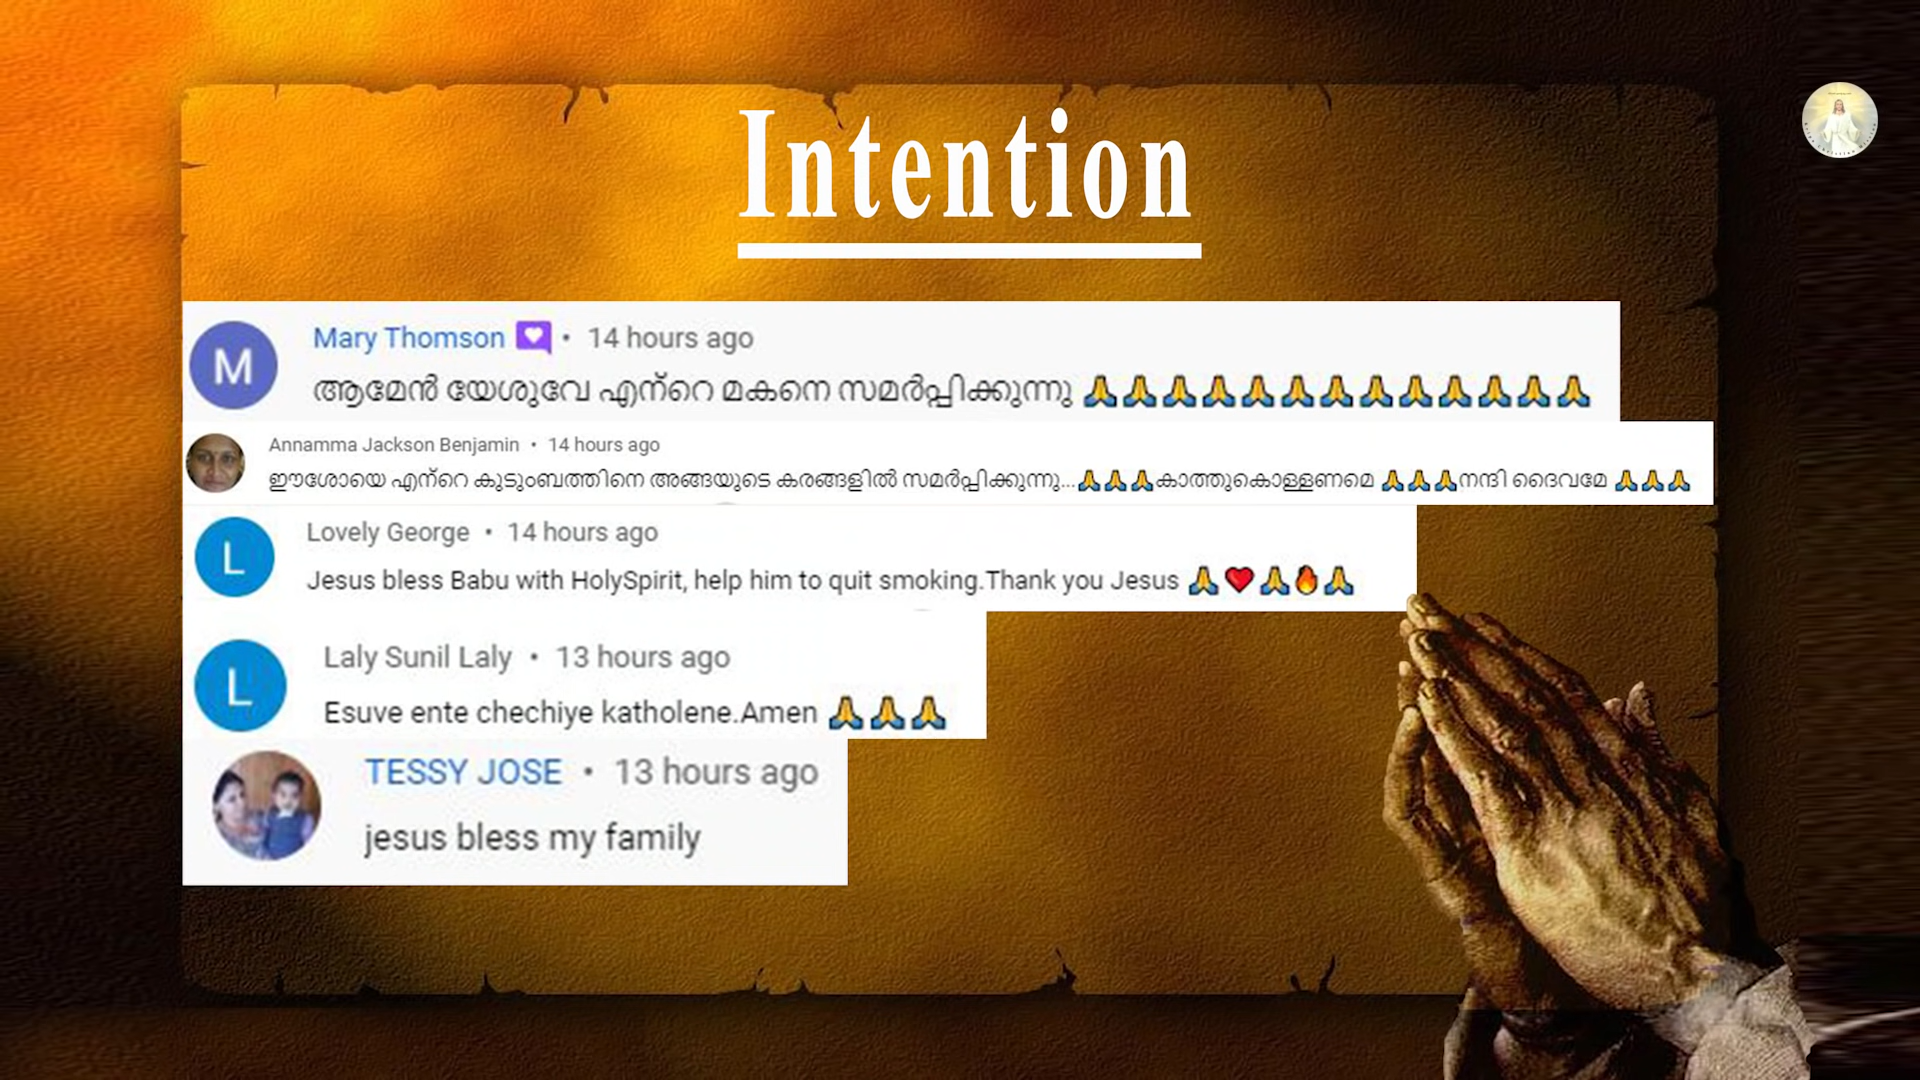 Intention
M
Mary Thomson • 14 hours ago
ആമേൻ യേശുവേ എന്റെ മകനെ സമർപ്പിക്കുന്നു 🙏🙏🙏🙏🙏🙏🙏🙏🙏🙏🙏🙏🙏
Annamma Jackson Benjamin • 14 hours ago
ഈശോയെ എന്റെ കുടുംബത്തിനെ അങ്ങയുടെ കരങ്ങളിൽ സമർപ്പിക്കുന്നു...🙏🙏🙏കാത്തുകൊള്ളണമെ 🙏🙏🙏നന്ദി ദൈവമേ 🙏🙏🙏
L
Lovely George • 14 hours ago
Jesus bless Babu with HolySpirit, help him to quit smoking.Thank you Jesus 🙏❤️🙏🔥🙏
L
Laly Sunil Laly • 13 hours ago
Esuve ente chechiye katholene.Amen 🙏🙏🙏
TESSY JOSE • 13 hours ago
jesus bless my family